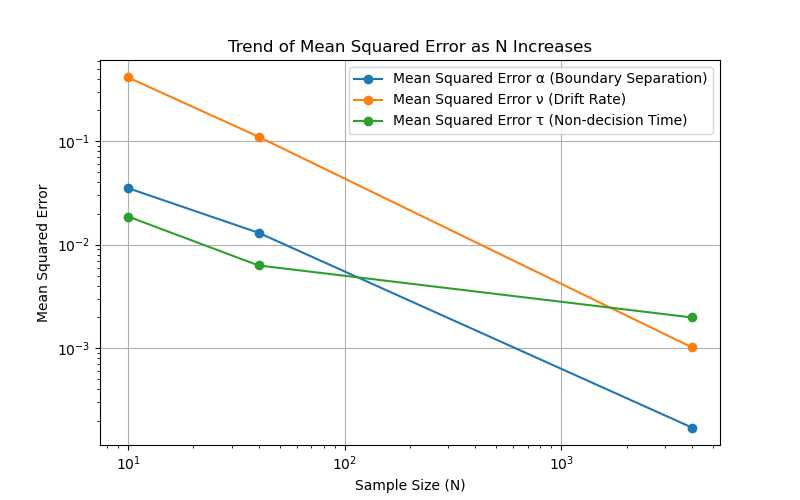 Trend of Mean Squared Error as N Increases
Mean Squared Error α (Boundary Separation)
Mean Squared Error ν (Drift Rate)
Mean Squared Error τ (Non-decision Time)
Mean Squared Error
10⁻¹
10⁻²
10⁻³
10¹
10²
10³
Sample Size (N)